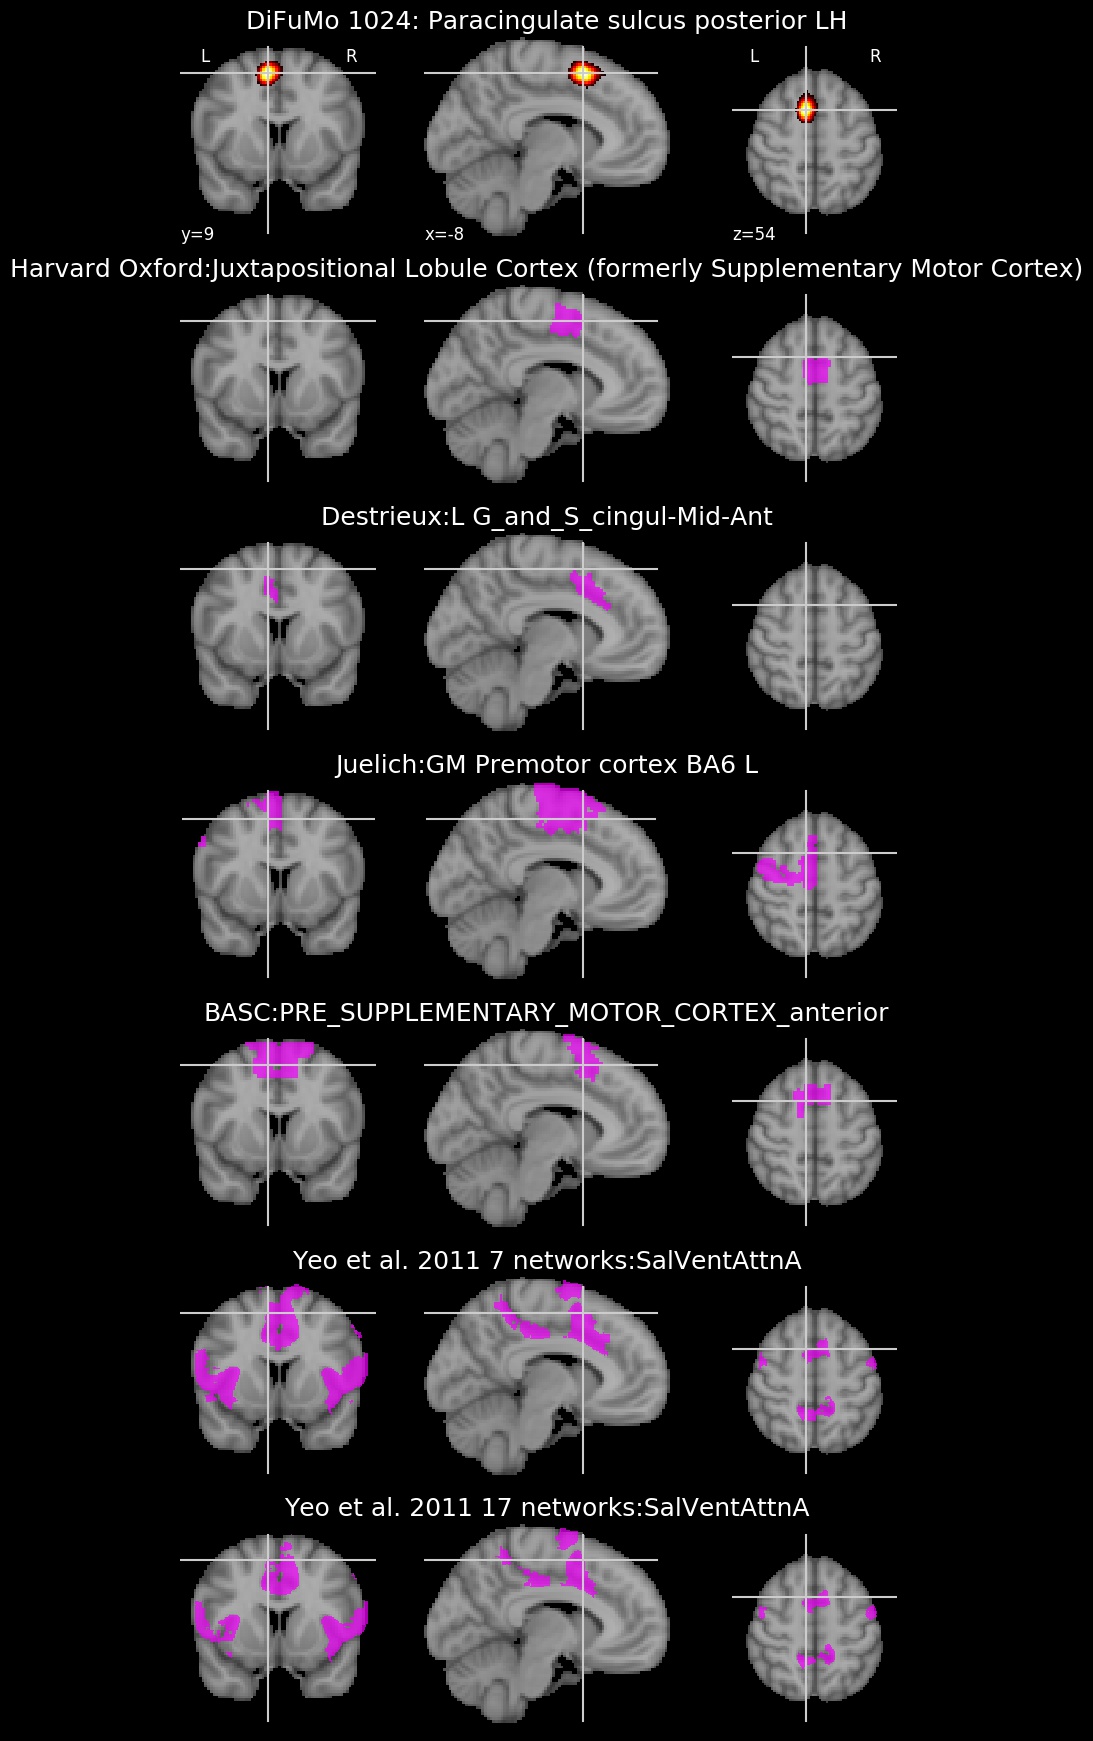 DiFuMo 1024: Paracingulate sulcus posterior LH
L R L R
y=9 x=-8 z=54
Harvard Oxford:Juxtapositional Lobule Cortex (formerly Supplementary Motor Cortex)
Destrieux:L G_and_S_cingul-Mid-Ant
Juelich:GM Premotor cortex BA6 L
BASC:PRE_SUPPLEMENTARY_MOTOR_CORTEX_anterior
Yeo et al. 2011 7 networks:SalVentAttnA
Yeo et al. 2011 17 networks:SalVentAttnA